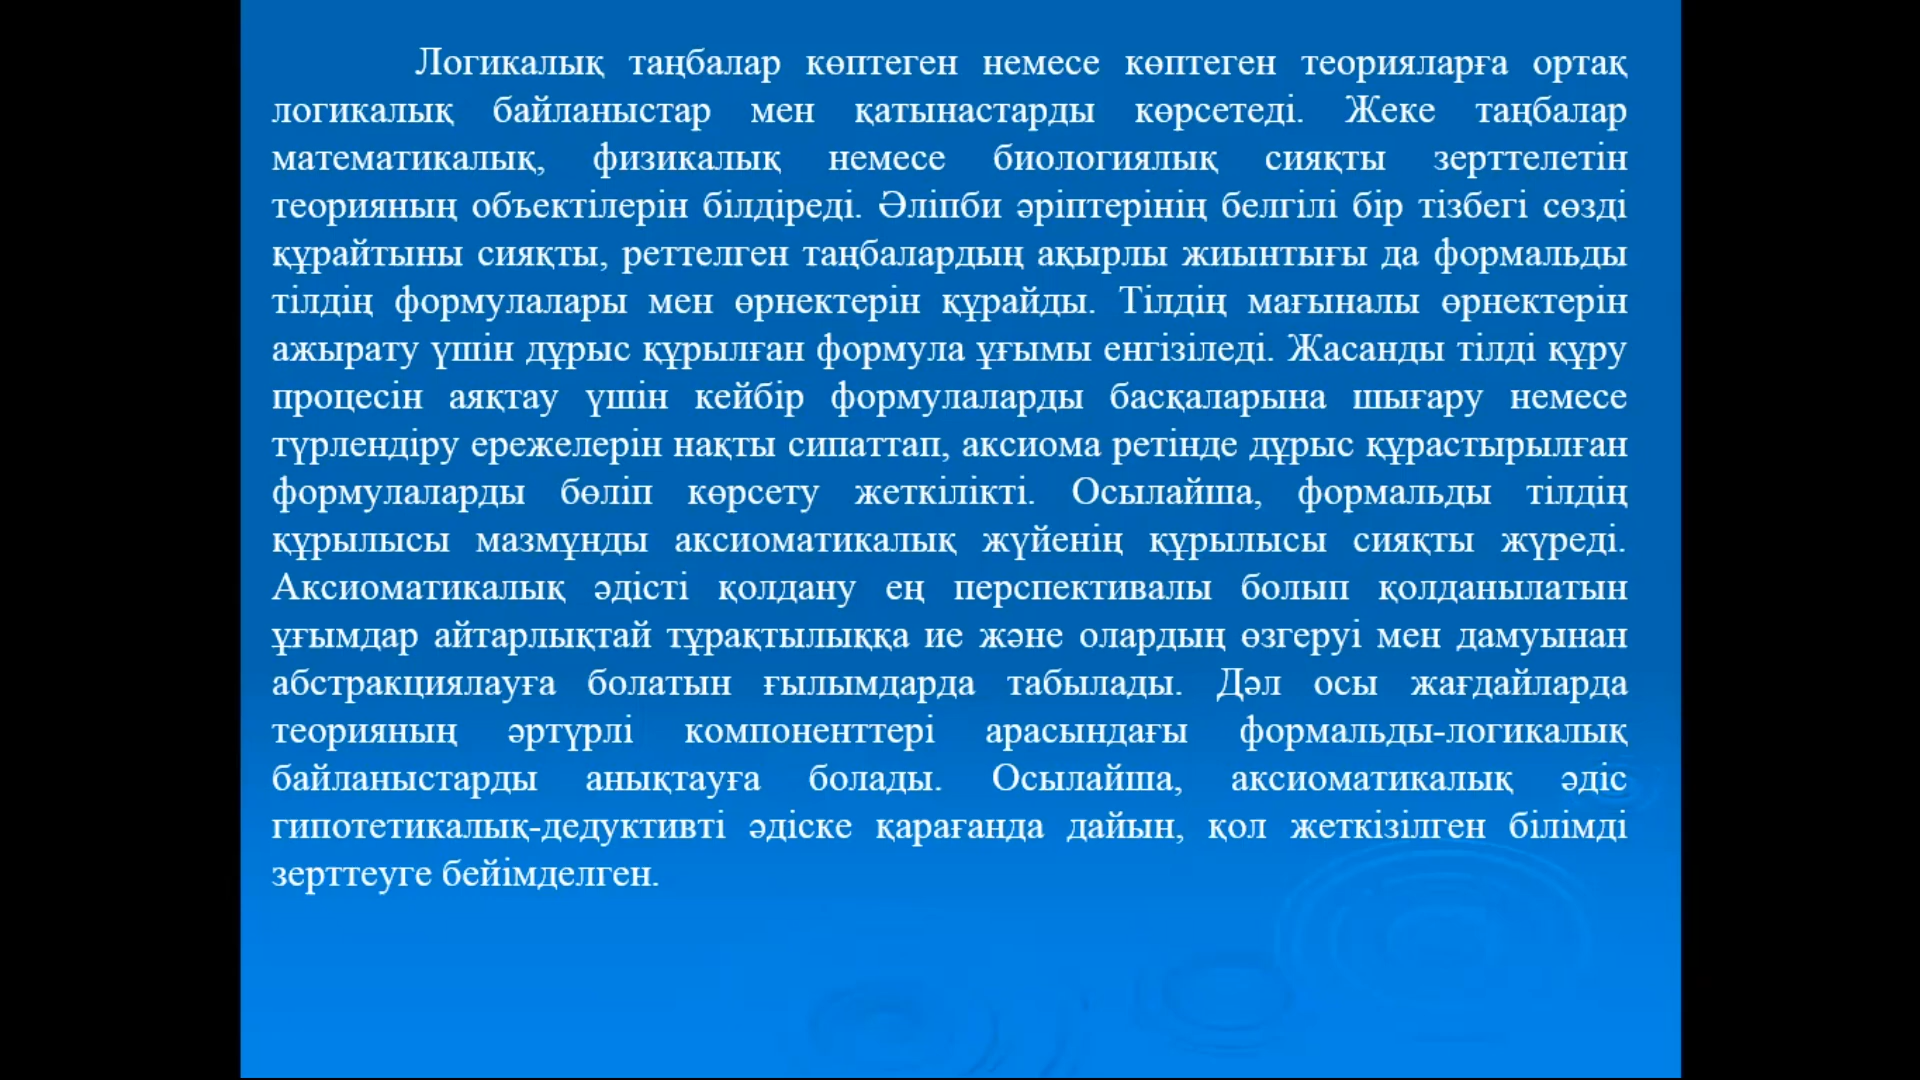 Логикалық таңбалар көптеген немесе көптеген теорияларға ортақ
логикалық байланыстар мен қатынастарды көрсетеді. Жеке таңбалар
математикалық, физикалық немесе биологиялық сияқты зерттелетін
теорияның объектілерін білдіреді. Әліпби әріптерінің белгілі бір тізбегі сөзді
құрайтыны сияқты, реттелген таңбалардың ақырлы жиынтығы да формальды
тілдің формулалары мен өрнектерін құрайды. Тілдің мағыналы өрнектерін
ажырату үшін дұрыс құрылған формула ұғымы енгізіледі. Жасанды тілді құру
процесін аяқтау үшін кейбір формулаларды басқаларына шығару немесе
түрлендіру ережелерін нақты сипаттап, аксиома ретінде дұрыс құрастырылған
формулаларды бөліп көрсету жеткілікті. Осылайша, формальды тілдің
құрылысы мазмұнды аксиоматикалық жүйенің құрылысы сияқты жүреді.
Аксиоматикалық әдісті қолдану ең перспективалы болып қолданылатын
ұғымдар айтарлықтай тұрақтылыққа ие және олардың өзгеруі мен дамуынан
абстракциялауға болатын ғылымдарда табылады. Дәл осы жағдайларда
теорияның әртүрлі компоненттері арасындағы формальды-логикалық
байланыстарды анықтауға болады. Осылайша, аксиоматикалық әдіс
гипотетикалық-дедуктивті әдіске қарағанда дайын, қол жеткізілген білімді
зерттеуге бейімделген.